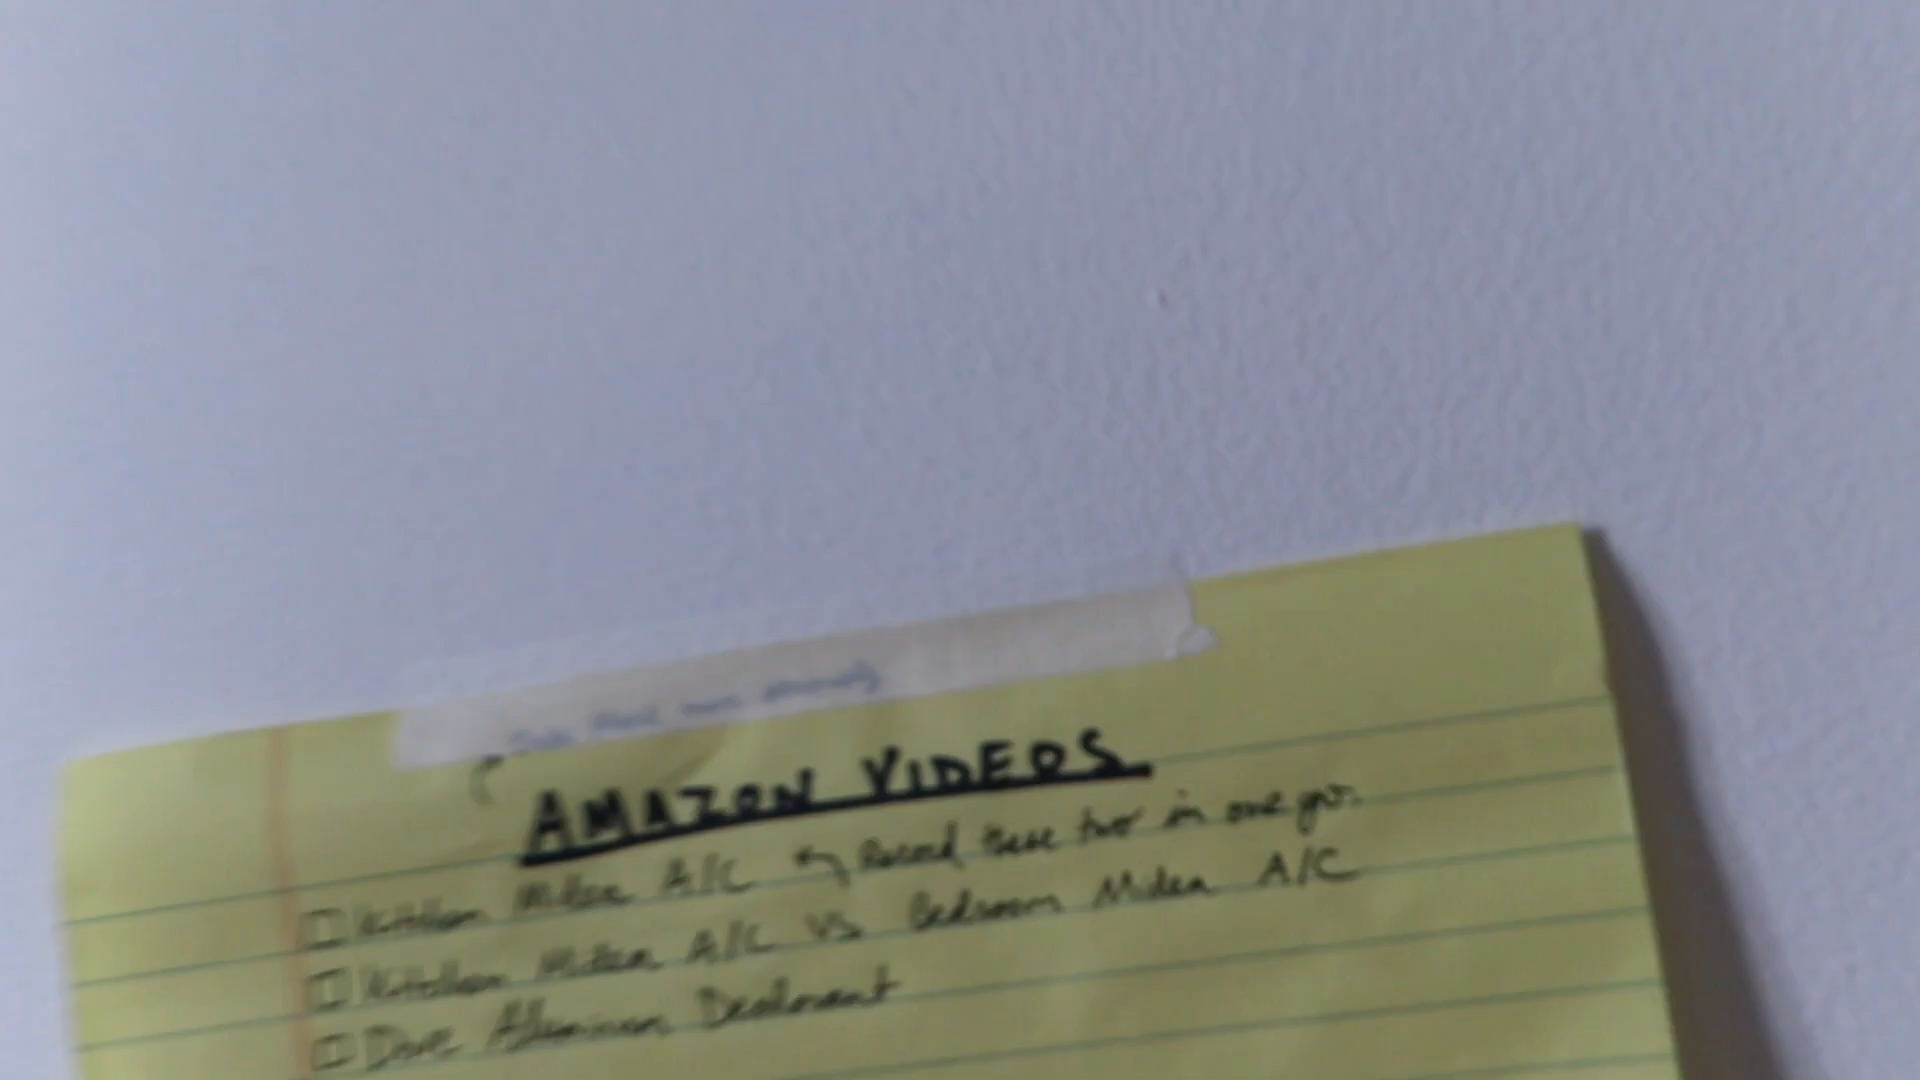 AMAZON VIDEOS
Kitchen Midea A/C Record these two in one go.
Kitchen Midea A/C VS Bedroom Midea A/C
Dove Aluminum Deodorant